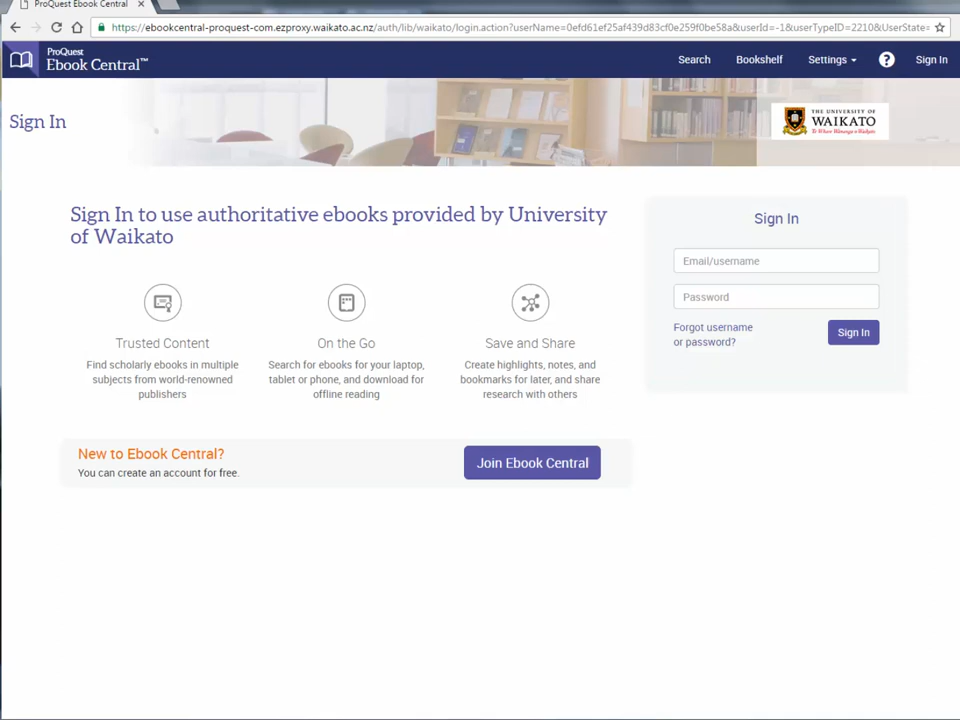 ProQuest Ebook Central
https://ebookcentral-proquest-com.ezproxy.waikato.ac.nz/auth/lib/waikato/login.action?userName=0efd61ef25af439d83cf0e259f0be58a&userId=-1&userTypeID=2210&UserState=
ProQuest
Ebook Central™
Search Bookshelf Settings ? Sign In
Sign In
THE UNIVERSITY OF
WAIKATO
Te Whare Wānanga o Waikato
Sign In to use authoritative ebooks provided by University
of Waikato
Trusted Content
Find scholarly ebooks in multiple
subjects from world-renowned
publishers
On the Go
Search for ebooks for your laptop,
tablet or phone, and download for
offline reading
Save and Share
Create highlights, notes, and
bookmarks for later, and share
research with others
New to Ebook Central?
You can create an account for free.
Join Ebook Central
Sign In
Email/username
Password
Forgot username
or password?
Sign In